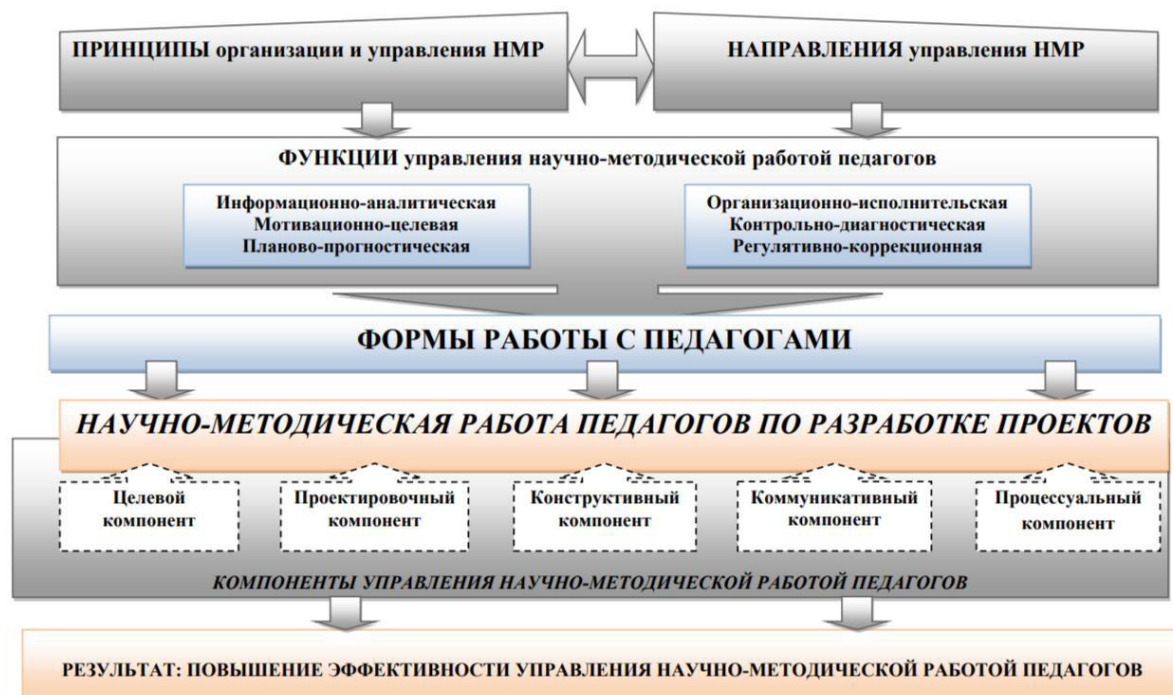 ПРИНЦИПЫ организации и управления НМР
НАПРАВЛЕНИЯ управления НМР
ФУНКЦИИ управления научно-методической работой педагогов
Информационно-аналитическая
Мотивационно-целевая
Планово-прогностическая
Организационно-исполнительская
Контрольно-диагностическая
Регулятивно-коррекционная
ФОРМЫ РАБОТЫ С ПЕДАГОГАМИ
НАУЧНО-МЕТОДИЧЕСКАЯ РАБОТА ПЕДАГОГОВ ПО РАЗРАБОТКЕ ПРОЕКТОВ
Целевой
компонент
Проектировочный
компонент
Конструктивный
компонент
Коммуникативный
компонент
Процессуальный
компонент
КОМПОНЕНТЫ УПРАВЛЕНИЯ НАУЧНО-МЕТОДИЧЕСКОЙ РАБОТОЙ ПЕДАГОГОВ
РЕЗУЛЬТАТ: ПОВЫШЕНИЕ ЭФФЕКТИВНОСТИ УПРАВЛЕНИЯ НАУЧНО-МЕТОДИЧЕСКОЙ РАБОТОЙ ПЕДАГОГОВ